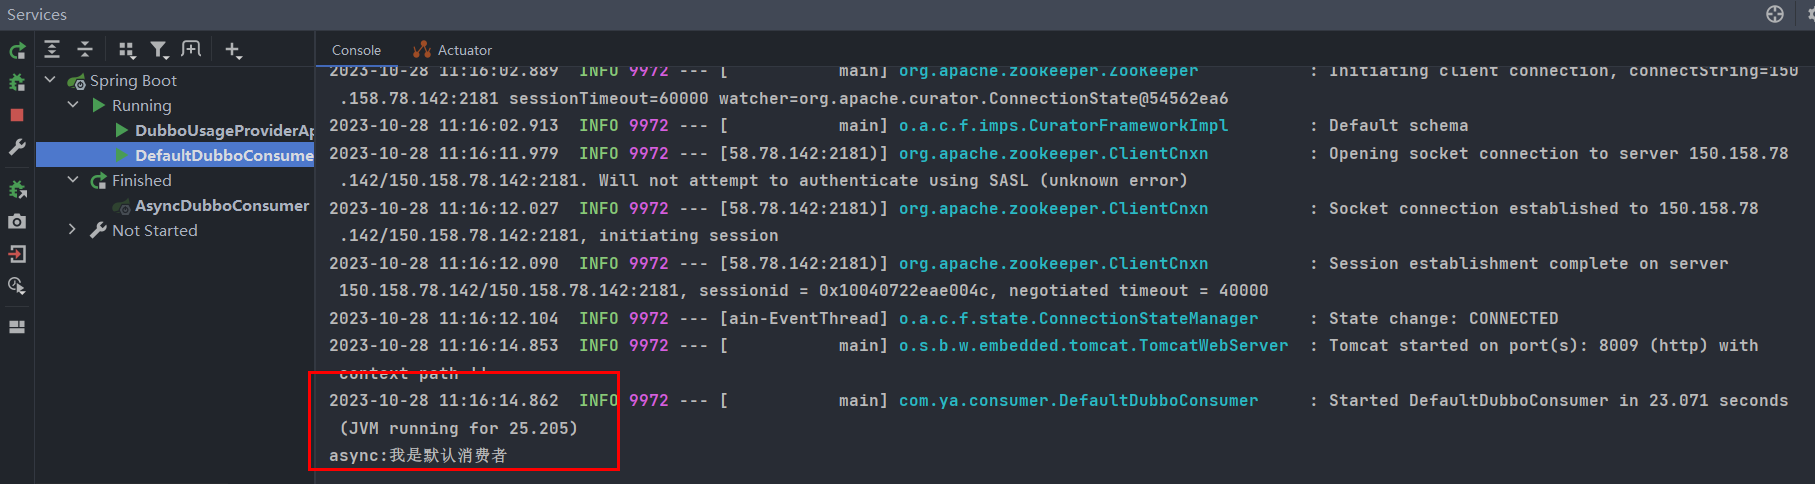 Services
Console
Actuator
Spring Boot
Running
DubboUsageProviderAp
DefaultDubboConsume
Finished
AsyncDubboConsumer
Not Started
2023-10-28 11:16:02.889  INFO 9972 --- [           main] org.apache.zookeeper.ZooKeeper           : Initiating client connection, connectString=150
.158.78.142:2181 sessionTimeout=60000 watcher=org.apache.curator.ConnectionState@54562ea6
2023-10-28 11:16:02.913  INFO 9972 --- [           main] o.a.c.f.imps.CuratorFrameworkImpl        : Default schema
2023-10-28 11:16:11.979  INFO 9972 --- [58.78.142:2181)] org.apache.zookeeper.ClientCnxn          : Opening socket connection to server 150.158.78
.142/150.158.78.142:2181. Will not attempt to authenticate using SASL (unknown error)
2023-10-28 11:16:12.027  INFO 9972 --- [58.78.142:2181)] org.apache.zookeeper.ClientCnxn          : Socket connection established to 150.158.78
.142/150.158.78.142:2181, initiating session
2023-10-28 11:16:12.090  INFO 9972 --- [58.78.142:2181)] org.apache.zookeeper.ClientCnxn          : Session establishment complete on server
150.158.78.142/150.158.78.142:2181, sessionid = 0x10040722eae004c, negotiated timeout = 40000
2023-10-28 11:16:12.104  INFO 9972 --- [ain-EventThread] o.a.c.f.state.ConnectionStateManager     : State change: CONNECTED
2023-10-28 11:16:14.853  INFO 9972 --- [           main] o.s.b.w.embedded.tomcat.TomcatWebServer  : Tomcat started on port(s): 8009 (http) with
context path ''
2023-10-28 11:16:14.862  INFO 9972 --- [           main] com.ya.consumer.DefaultDubboConsumer     : Started DefaultDubboConsumer in 23.071 seconds
(JVM running for 25.205)
async:我是默认消费者